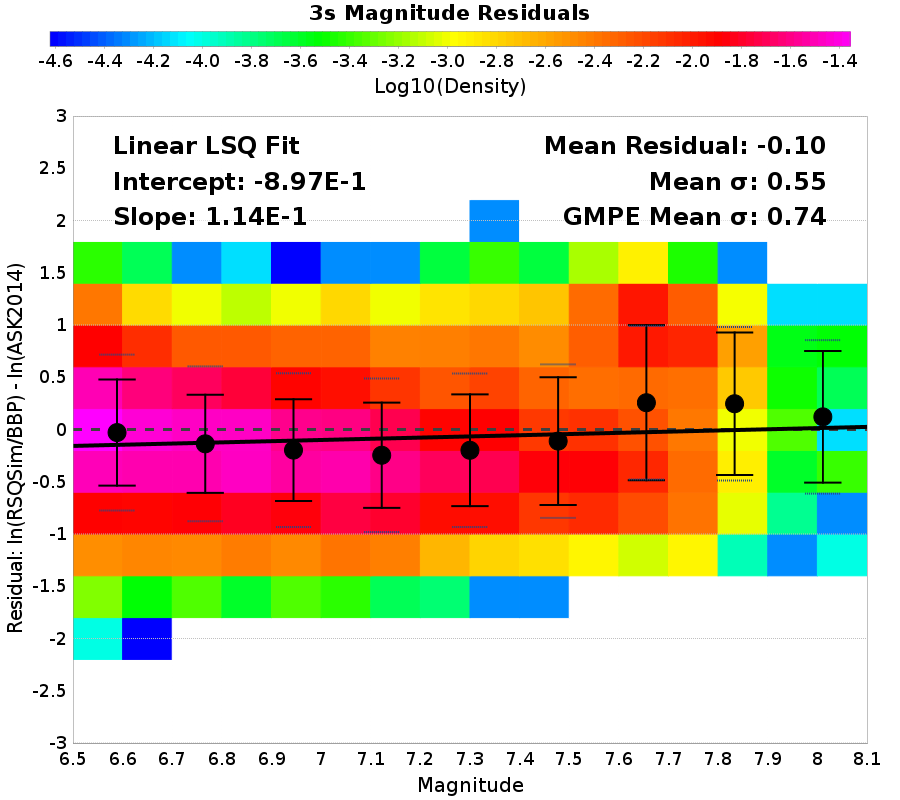 3s Magnitude Residuals
-4.6 -4.4 -4.2 -4.0 -3.8 -3.6 -3.4 -3.2 -3.0 -2.8 -2.6 -2.4 -2.2 -2.0 -1.8 -1.6 -1.4
Log10(Density)
Linear LSQ Fit
Intercept: -8.97E-1
Slope: 1.14E-1
Mean Residual: -0.10
Mean σ: 0.55
GMPE Mean σ: 0.74
Residual: ln(RSQSim/BBP) - ln(ASK2014)
3
2.5
2
1.5
1
0.5
0
-0.5
-1
-1.5
-2
-2.5
-3
6.5 6.6 6.7 6.8 6.9 7 7.1 7.2 7.3 7.4 7.5 7.6 7.7 7.8 7.9 8 8.1
Magnitude